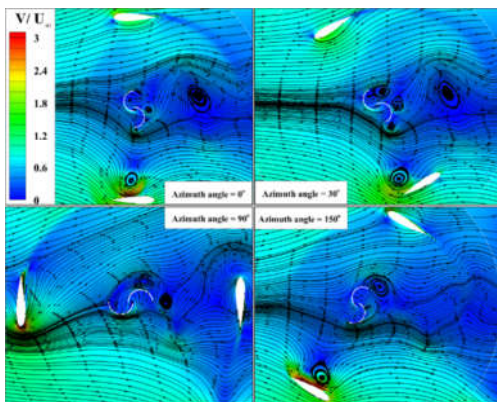 V/ U∞
3
2.4
1.8
1.2
0.6
0
Azimuth angle = 0°
Azimuth angle = 30°
Azimuth angle = 90°
Azimuth angle = 150°